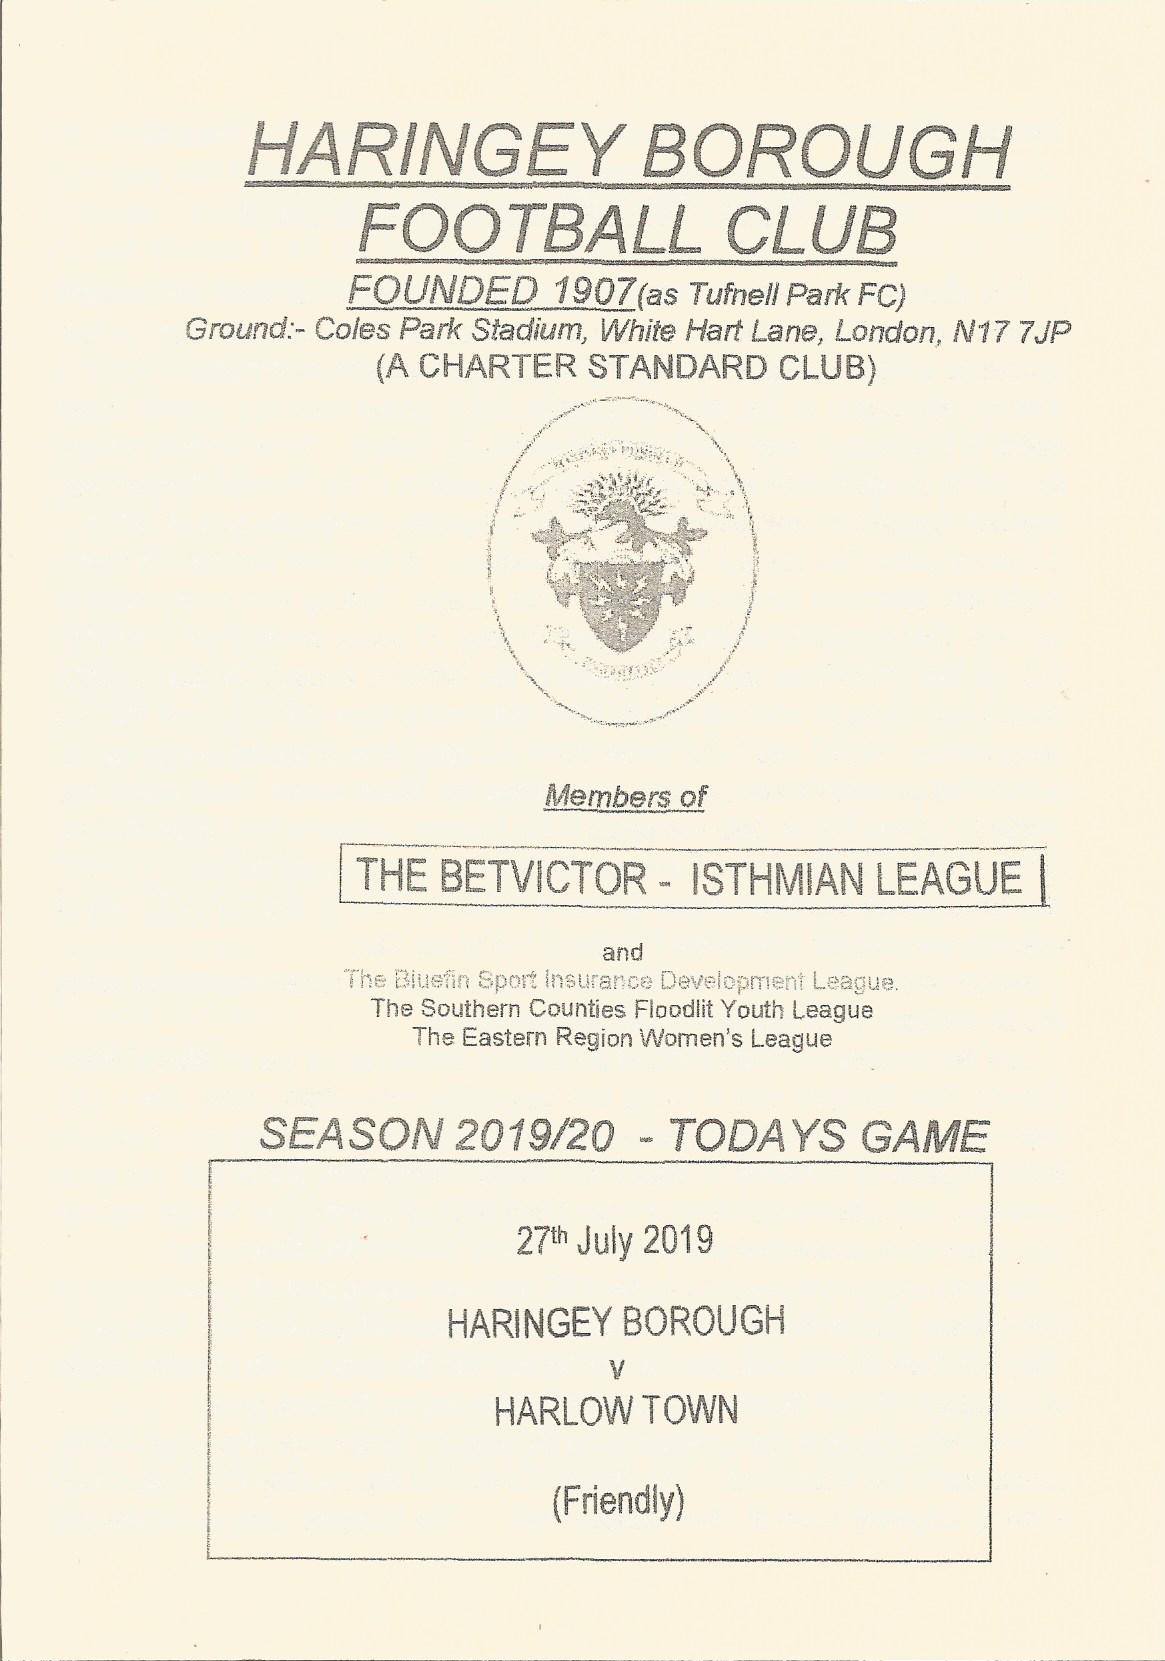 HARINGEY BOROUGH
FOOTBALL CLUB
FOUNDED 1907(as Tufnell Park FC)
Ground:- Coles Park Stadium, White Hart Lane, London, N17 7JP
(A CHARTER STANDARD CLUB)
Members of
THE BETVICTOR - ISTHMIAN LEAGUE
and
The Bluefin Sport Insurance Development League.
The Southern Counties Floodlit Youth League
The Eastern Region Women's League
SEASON 2019/20 - TODAYS GAME
27th July 2019
HARINGEY BOROUGH
v
HARLOW TOWN
(Friendly)